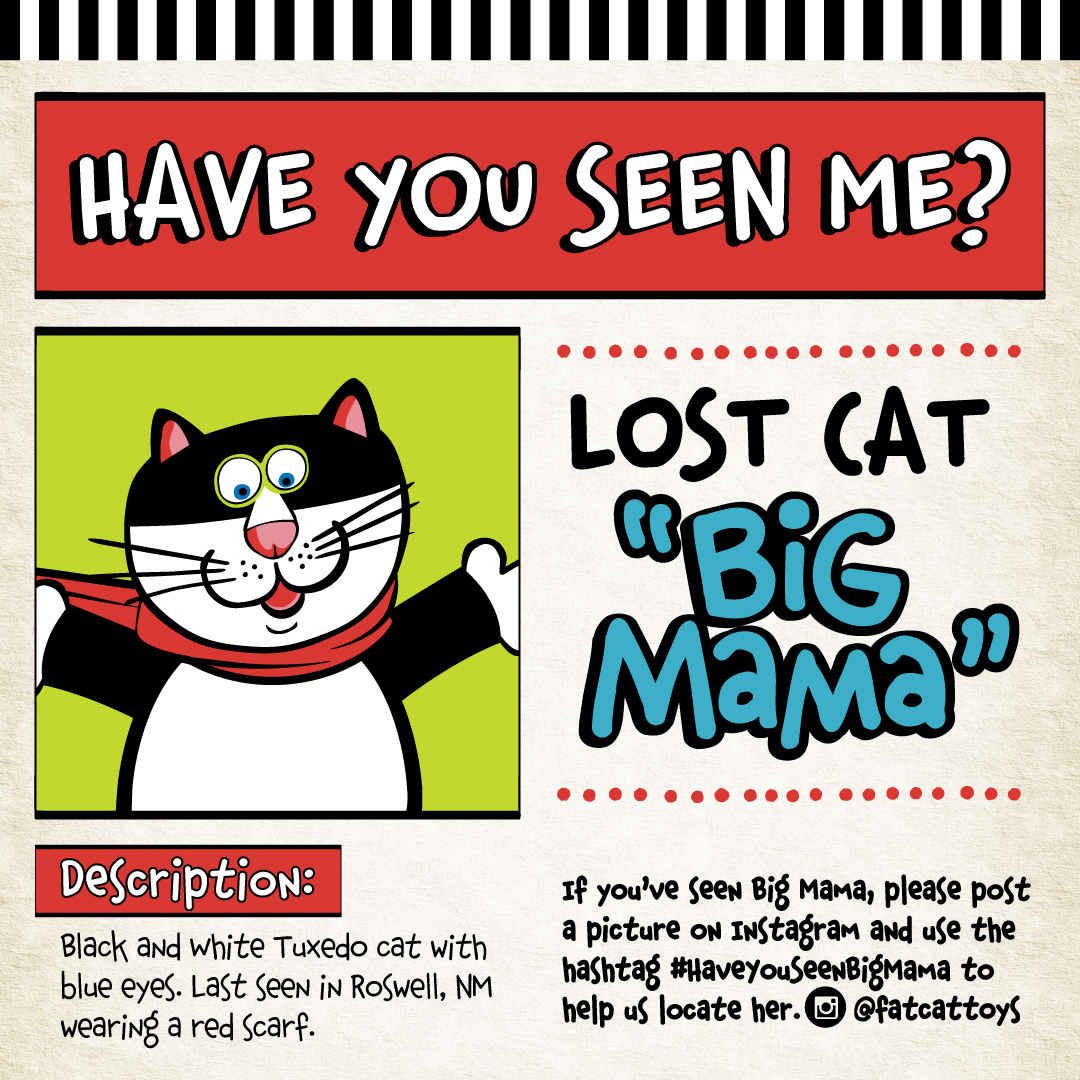 HAVE YOU SEEN ME?
LOST CAT
"BiG
MaMa"
Description:
Black and white Tuxedo cat with
blue eyes. Last seen in Roswell, NM
wearing a red scarf.
If you've seen Big Mama, please post
a picture on Instagram and use the
hashtag #HaveyouSeenBigMama to
help us locate her. @fatcattoys